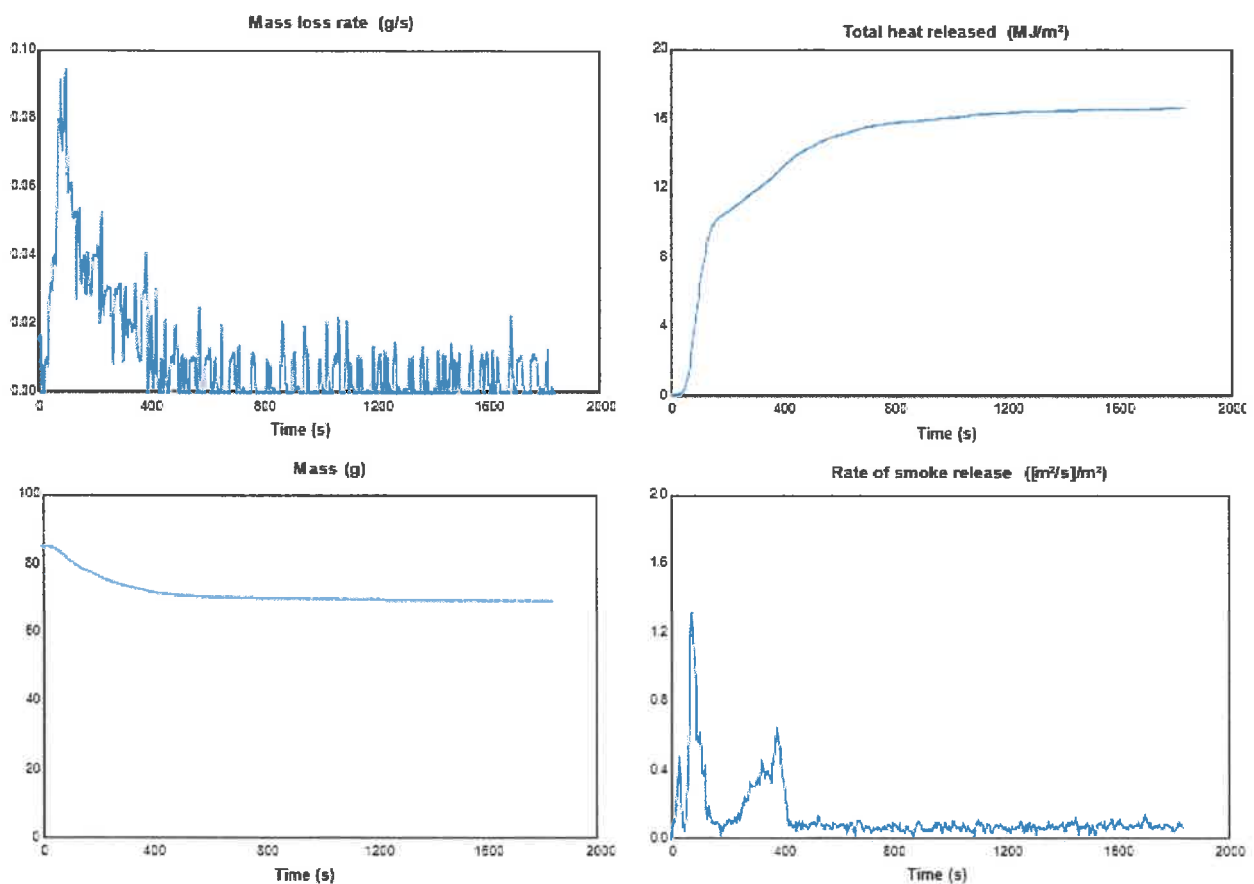 Mass loss rate (g/s)
0.10
0.08
0.06
0.04
0.02
0.00
0 400 800 1200 1600 2000
Time (s)
Total heat released (MJ/m²)
20
16
12
8
4
0
0 400 800 1200 1600 2000
Time (s)
Mass (g)
100
80
60
40
20
0
0 400 800 1200 1600 2000
Time (s)
Rate of smoke release ([m²/s]/m²)
2.0
1.6
1.2
0.8
0.4
0.0
0 400 800 1200 1600 2000
Time (s)